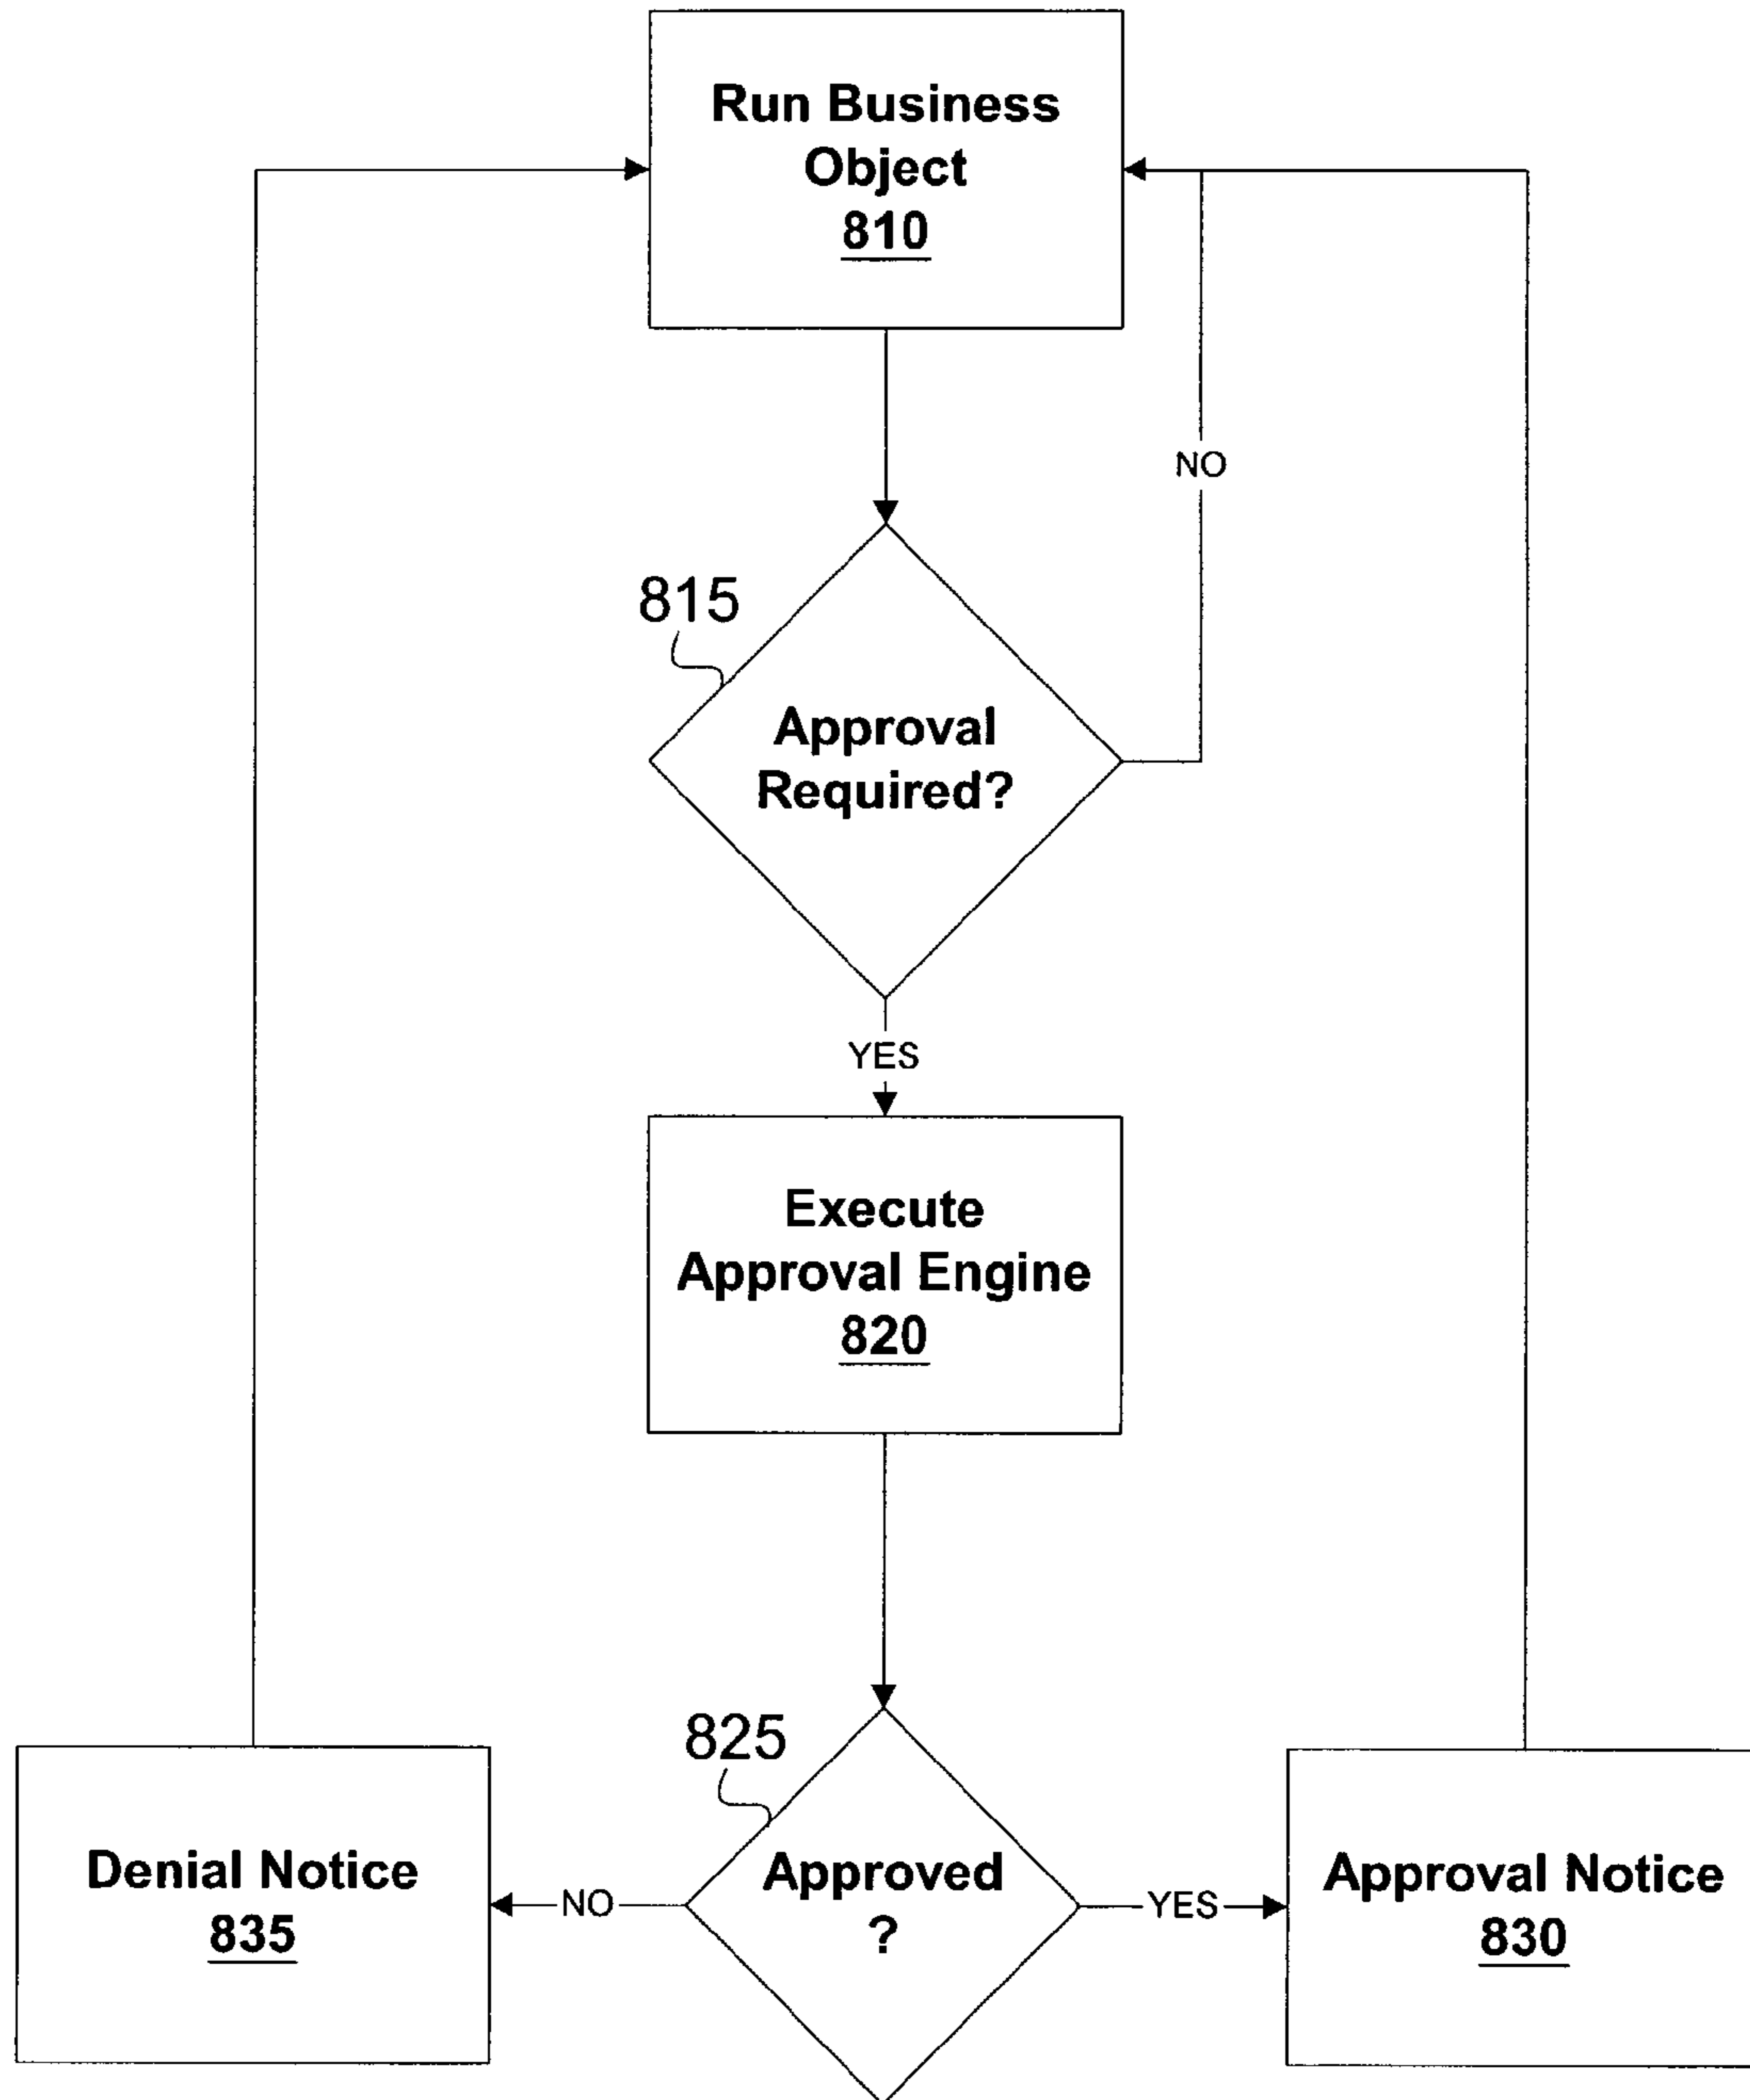 Run Business
Object
810
NO
815
Approval
Required?
YES
Execute
Approval Engine
820
825
Denial Notice
835
NO
Approved
?
YES
Approval Notice
830